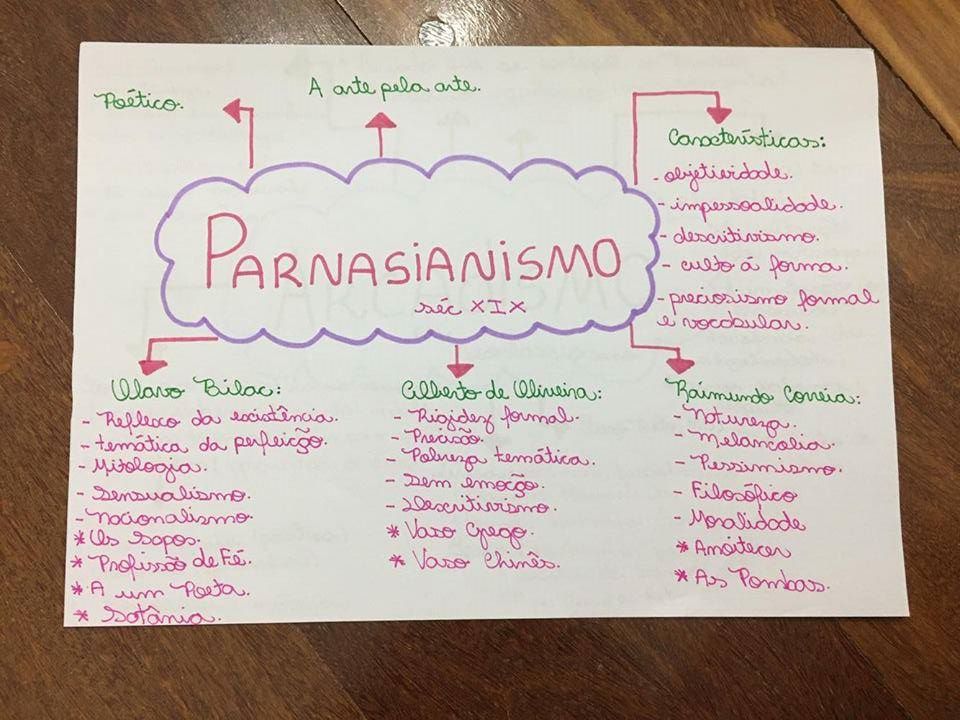 Poético.
A arte pela arte.
PARNASIANISMO
séc XIX
Características:
- objetividade.
- impessoalidade.
- descritivismo.
- culto á forma.
- preciosismo formal
e vocabular.
Olavo Bilac:
- Reflexo da existência.
- temática da perfeição.
- Mitologia.
- Sensualismo.
- Nacionalismo.
* Os Sapos.
* Profissão de Fé.
* A um Poeta.
* Satânia.
Alberto de Oliveira:
- Rigidez formal.
- Precisão.
- Pobreza temática.
- Sem emoção.
- Descritivismo.
* Vaso Grego.
* Vaso Chinês.
Raimundo Correia:
- Natureza.
- Melancolia.
- Pessimismo.
- Filosófico
- Moralidade
* Anoitecer
* As Pombas.